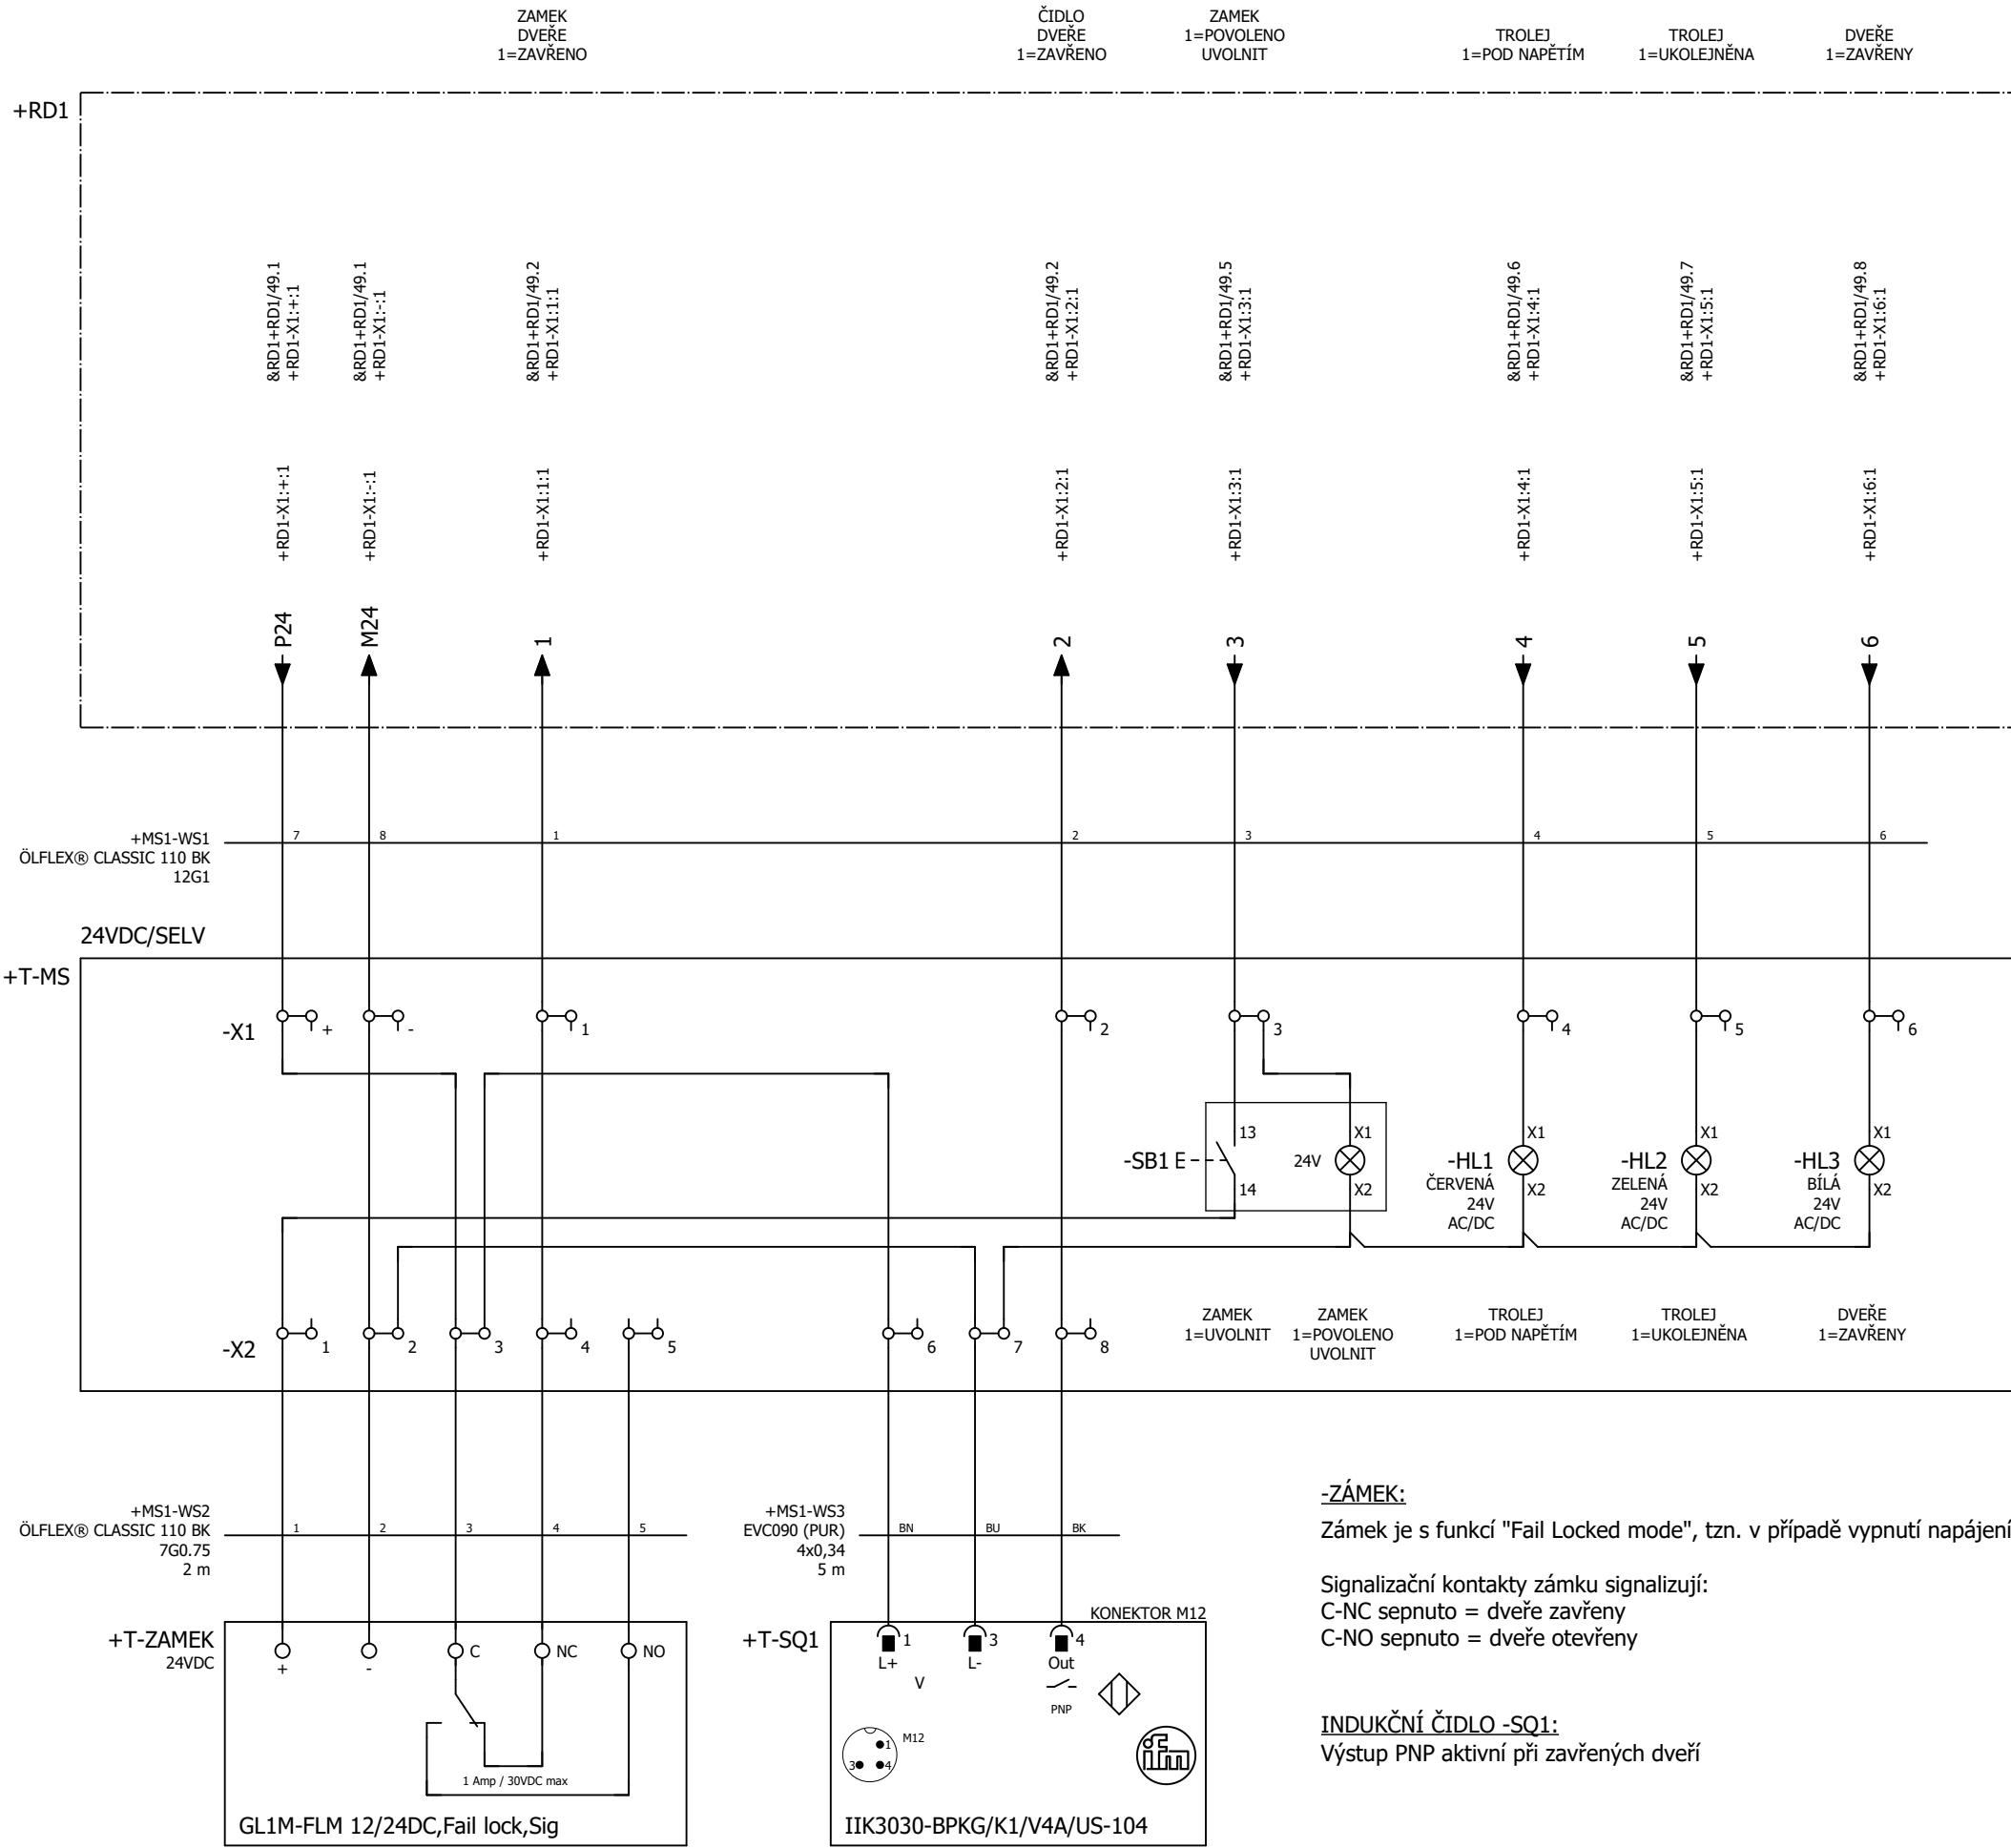 ZAMEK
DVEŘE
1=ZAVŘENO
ČIDLO
DVEŘE
1=ZAVŘENO
ZAMEK
1=POVOLENO
UVOLNIT
TROLEJ
1=POD NAPĚTÍM
TROLEJ
1=UKOLEJNĚNA
DVEŘE
1=ZAVŘENY
+RD1
&RD1+RD1/49.1
+RD1-X1:+:1
&RD1+RD1/49.1
+RD1-X1:-:1
&RD1+RD1/49.2
+RD1-X1:1:1
&RD1+RD1/49.2
+RD1-X1:2:1
&RD1+RD1/49.5
+RD1-X1:3:1
&RD1+RD1/49.6
+RD1-X1:4:1
&RD1+RD1/49.7
+RD1-X1:5:1
&RD1+RD1/49.8
+RD1-X1:6:1
+RD1-X1:+:1
+RD1-X1:-:1
+RD1-X1:1:1
+RD1-X1:2:1
+RD1-X1:3:1
+RD1-X1:4:1
+RD1-X1:5:1
+RD1-X1:6:1
P24
M24
1
2
3
4
5
6
+MS1-WS1
ÖLFLEX® CLASSIC 110 BK
12G1
7
8
1
2
3
4
5
6
24VDC/SELV
+T-MS
-X1
+
-
1
2
3
4
5
6
-SB1 E
13
14
24V
X1
X2
-HL1
ČERVENÁ
24V
AC/DC
X1
X2
-HL2
ZELENÁ
24V
AC/DC
X1
X2
-HL3
BÍLÁ
24V
AC/DC
X1
X2
ZAMEK
1=UVOLNIT
ZAMEK
1=POVOLENO
UVOLNIT
TROLEJ
1=POD NAPĚTÍM
TROLEJ
1=UKOLEJNĚNA
DVEŘE
1=ZAVŘENY
-X2
1
2
3
4
5
6
7
8
+MS1-WS2
ÖLFLEX® CLASSIC 110 BK
7G0.75
2 m
1
2
3
4
5
+MS1-WS3
EVC090 (PUR)
4x0,34
5 m
BN
BU
BK
+T-ZAMEK
24VDC
+
-
C
NC
NO
1 Amp / 30VDC max
GL1M-FLM 12/24DC,Fail lock,Sig
+T-SQ1
KONEKTOR M12
1
3
4
L+
L-
Out
V
PNP
M12
1
3
4
ifm
IIK3030-BPKG/K1/V4A/US-104
-ZÁMEK:
Zámek je s funkcí "Fail Locked mode", tzn. v případě vypnutí napájení
Signalizační kontakty zámku signalizují:
C-NC sepnuto = dveře zavřeny
C-NO sepnuto = dveře otevřeny
INDUKČNÍ ČIDLO -SQ1:
Výstup PNP aktivní při zavřených dveří